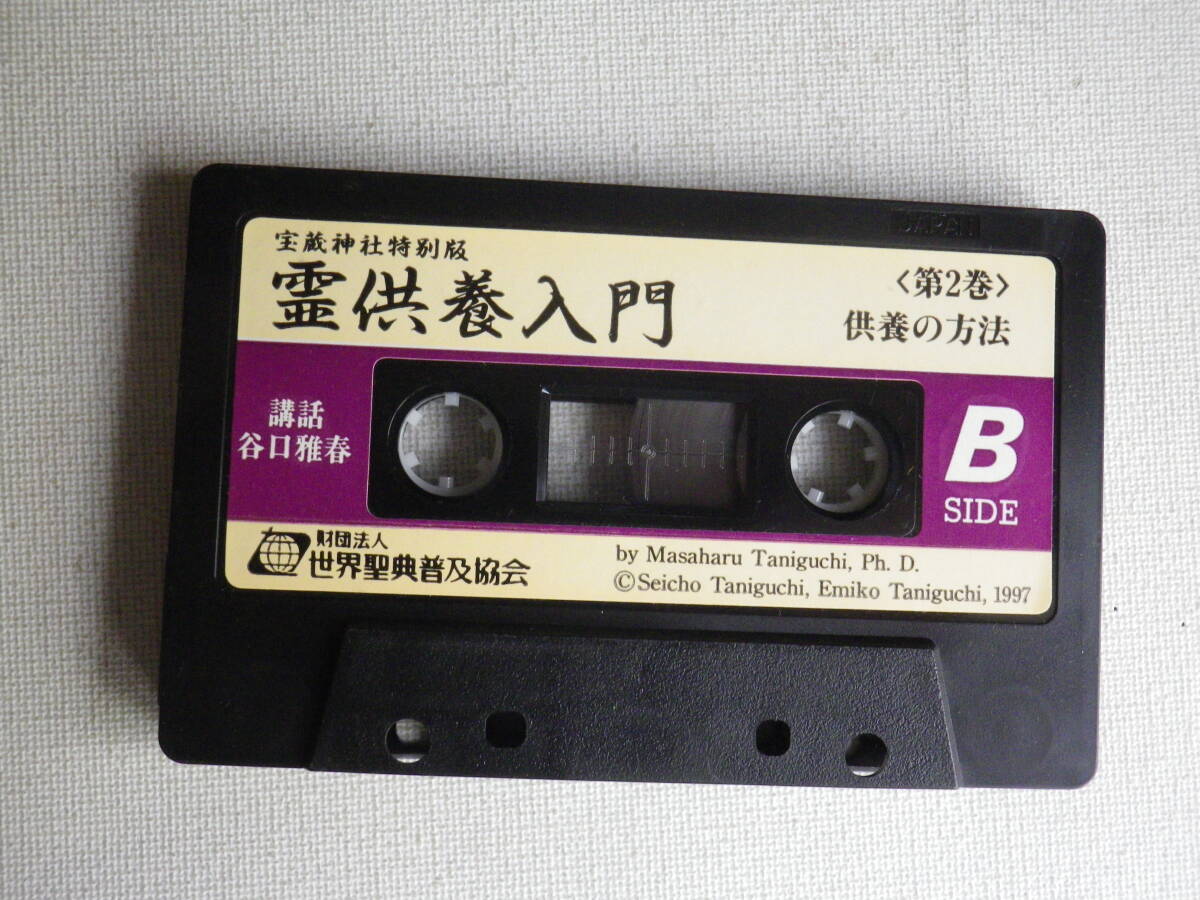 JAPAN
宝蔵神社特別版
霊供養入門
〈第2巻〉
供養の方法
講話
谷口雅春
B
SIDE
財団法人
世界聖典普及協会
by Masaharu Taniguchi, Ph. D.
©Seicho Taniguchi, Emiko Taniguchi, 1997